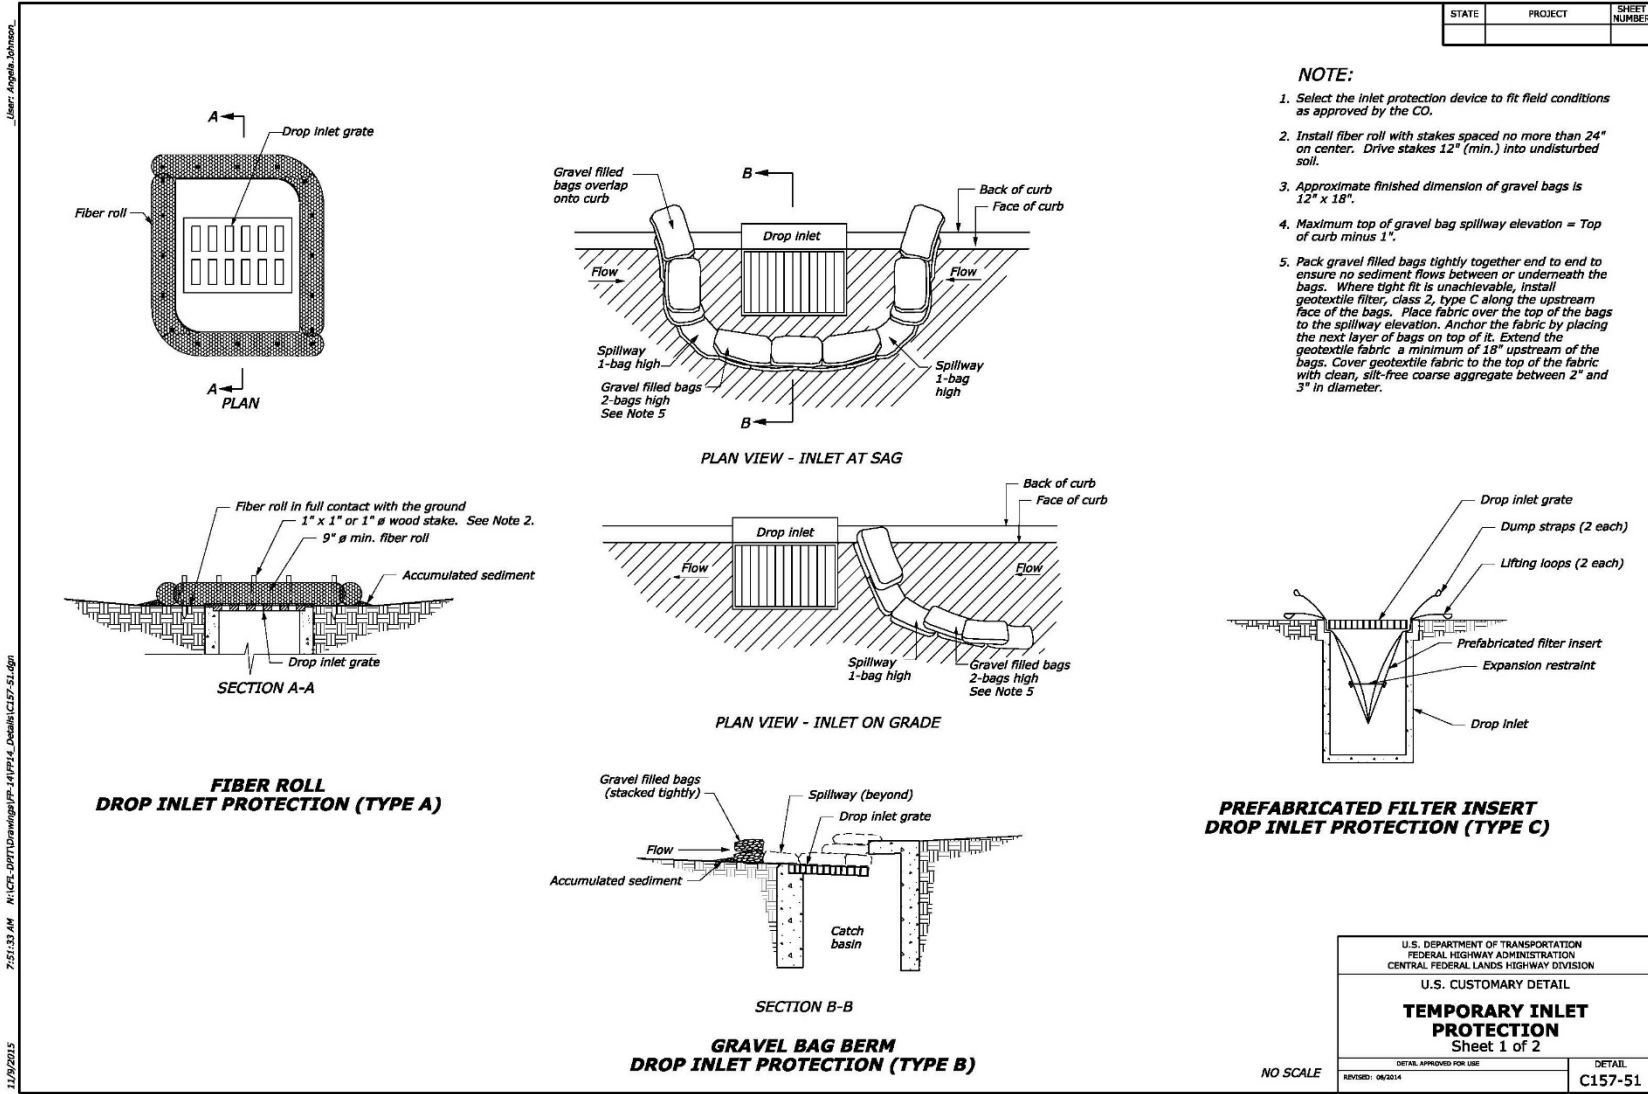 STATE
PROJECT
SHEET
NUMBER
_User: Angela.Johnson_
NOTE:
1. Select the inlet protection device to fit field conditions
as approved by the CO.
2. Install fiber roll with stakes spaced no more than 24"
on center. Drive stakes 12" (min.) into undisturbed
soil.
3. Approximate finished dimension of gravel bags is
12" x 18".
4. Maximum top of gravel bag spillway elevation = Top
of curb minus 1".
5. Pack gravel filled bags tightly together end to end to
ensure no sediment flows between or underneath the
bags. Where tight fit is unachievable, install
geotextile filter, class 2, type C along the upstream
face of the bags. Place fabric over the top of the bags
to the spillway elevation. Anchor the fabric by placing
the next layer of bags on top of it. Extend the
geotextile fabric a minimum of 18" upstream of the
bags. Cover geotextile fabric to the top of the fabric
with clean, silt-free coarse aggregate between 2" and
3" in diameter.
A
Drop inlet grate
Fiber roll
A
PLAN
Fiber roll in full contact with the ground
1" x 1" or 1" ø wood stake. See Note 2.
9" ø min. fiber roll
Accumulated sediment
Drop inlet grate
SECTION A-A
FIBER ROLL
DROP INLET PROTECTION (TYPE A)
Gravel filled
bags overlap
onto curb
B
Back of curb
Face of curb
Drop inlet
Flow
Flow
Spillway
1-bag high
Gravel filled bags
2-bags high
See Note 5
Spillway
1-bag
high
B
PLAN VIEW - INLET AT SAG
Back of curb
Face of curb
Drop inlet
Flow
Flow
Spillway
1-bag high
Gravel filled bags
2-bags high
See Note 5
PLAN VIEW - INLET ON GRADE
Gravel filled bags
(stacked tightly)
Spillway (beyond)
Drop inlet grate
Flow
Accumulated sediment
Catch
basin
SECTION B-B
GRAVEL BAG BERM
DROP INLET PROTECTION (TYPE B)
Drop inlet grate
Dump straps (2 each)
Lifting loops (2 each)
Prefabricated filter insert
Expansion restraint
Drop inlet
PREFABRICATED FILTER INSERT
DROP INLET PROTECTION (TYPE C)
NO SCALE
U.S. DEPARTMENT OF TRANSPORTATION
FEDERAL HIGHWAY ADMINISTRATION
CENTRAL FEDERAL LANDS HIGHWAY DIVISION
U.S. CUSTOMARY DETAIL
TEMPORARY INLET
PROTECTION
Sheet 1 of 2
DETAIL APPROVED FOR USE
REVISED: 06/2014
DETAIL
C157-51
11/9/2015 7:51:33 AM N:\CFL-DPIT\Drawings\FP-14\FP14_Details\C157-51.dgn